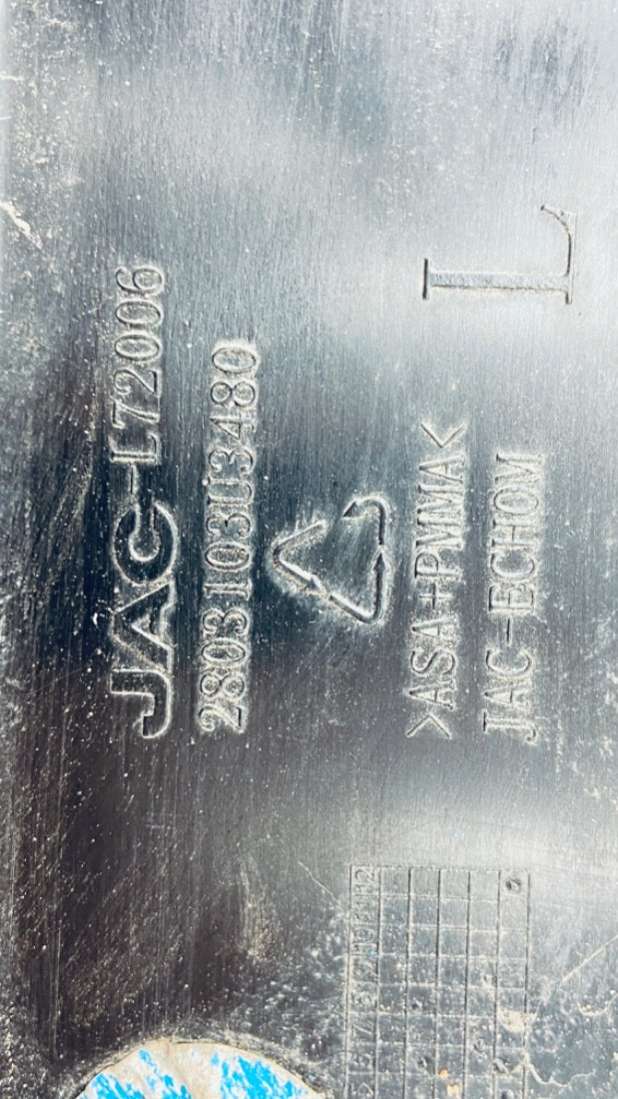 JAC-L72006
2803103U3480
L
>ASA+PMMA<
JAC-ECHOM